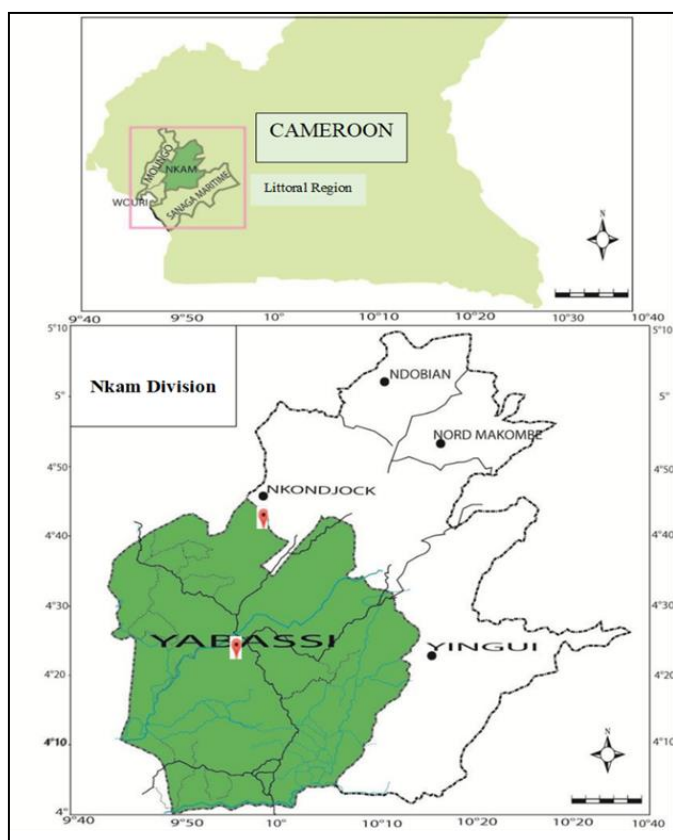 CAMEROON
Littoral Region
MOUNGO
NKAM
WOURI
SANAGA MARITIME
N
9°40 9°50 10° 10°10 10°20 10°30 10°40
Nkam Division
5°10
5°
4°50
4°40
4°30
4°20
4°10
4°
NDOBIAN
NORD MAKOMBE
NKONDJOCK
YABASSI
YINGUI
5°10
5°
4°50
4°40
4°30
4°20
4°10
4°
N
9°40 9°50 10° 10°10 10°20 10°20 10°40